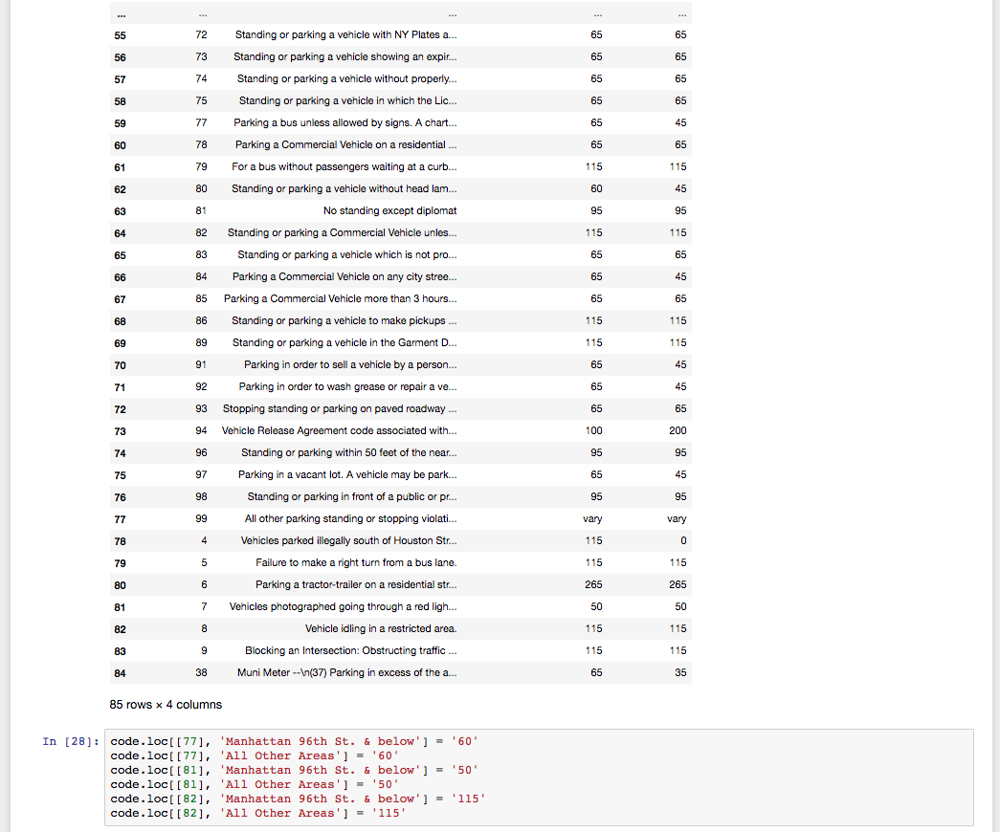 ... ... ... ... ...
55 72 Standing or parking a vehicle with NY Plates a... 65 65
56 73 Standing or parking a vehicle showing an expir... 65 65
57 74 Standing or parking a vehicle without properly... 65 65
58 75 Standing or parking a vehicle in which the Lic... 65 65
59 77 Parking a bus unless allowed by signs. A chart... 65 45
60 78 Parking a Commercial Vehicle on a residential ... 65 65
61 79 For a bus without passengers waiting at a curb... 115 115
62 80 Standing or parking a vehicle without head lam... 60 45
63 81 No standing except diplomat 95 95
64 82 Standing or parking a Commercial Vehicle unles... 115 115
65 83 Standing or parking a vehicle which is not pro... 65 65
66 84 Parking a Commercial Vehicle on any city stree... 65 45
67 85 Parking a Commercial Vehicle more than 3 hours... 65 65
68 86 Standing or parking a vehicle to make pickups ... 115 115
69 89 Standing or parking a vehicle in the Garment D... 115 115
70 91 Parking in order to sell a vehicle by a person... 65 45
71 92 Parking in order to wash grease or repair a ve... 65 45
72 93 Stopping standing or parking on paved roadway ... 65 65
73 94 Vehicle Release Agreement code associated with... 100 200
74 96 Standing or parking within 50 feet of the near... 95 95
75 97 Parking in a vacant lot. A vehicle may be park... 65 45
76 98 Standing or parking in front of a public or pr... 95 95
77 99 All other parking standing or stopping violati... vary vary
78 4 Vehicles parked illegally south of Houston Str... 115 0
79 5 Failure to make a right turn from a bus lane. 115 115
80 6 Parking a tractor-trailer on a residential str... 265 265
81 7 Vehicles photographed going through a red ligh... 50 50
82 8 Vehicle idling in a restricted area. 115 115
83 9 Blocking an Intersection: Obstructing traffic ... 115 115
84 38 Muni Meter --\n(37) Parking in excess of the a... 65 35
85 rows × 4 columns
In [28]: code.loc[[77], 'Manhattan 96th St. & below'] = '60'
code.loc[[77], 'All Other Areas'] = '60'
code.loc[[81], 'Manhattan 96th St. & below'] = '50'
code.loc[[81], 'All Other Areas'] = '50'
code.loc[[82], 'Manhattan 96th St. & below'] = '115'
code.loc[[82], 'All Other Areas'] = '115'